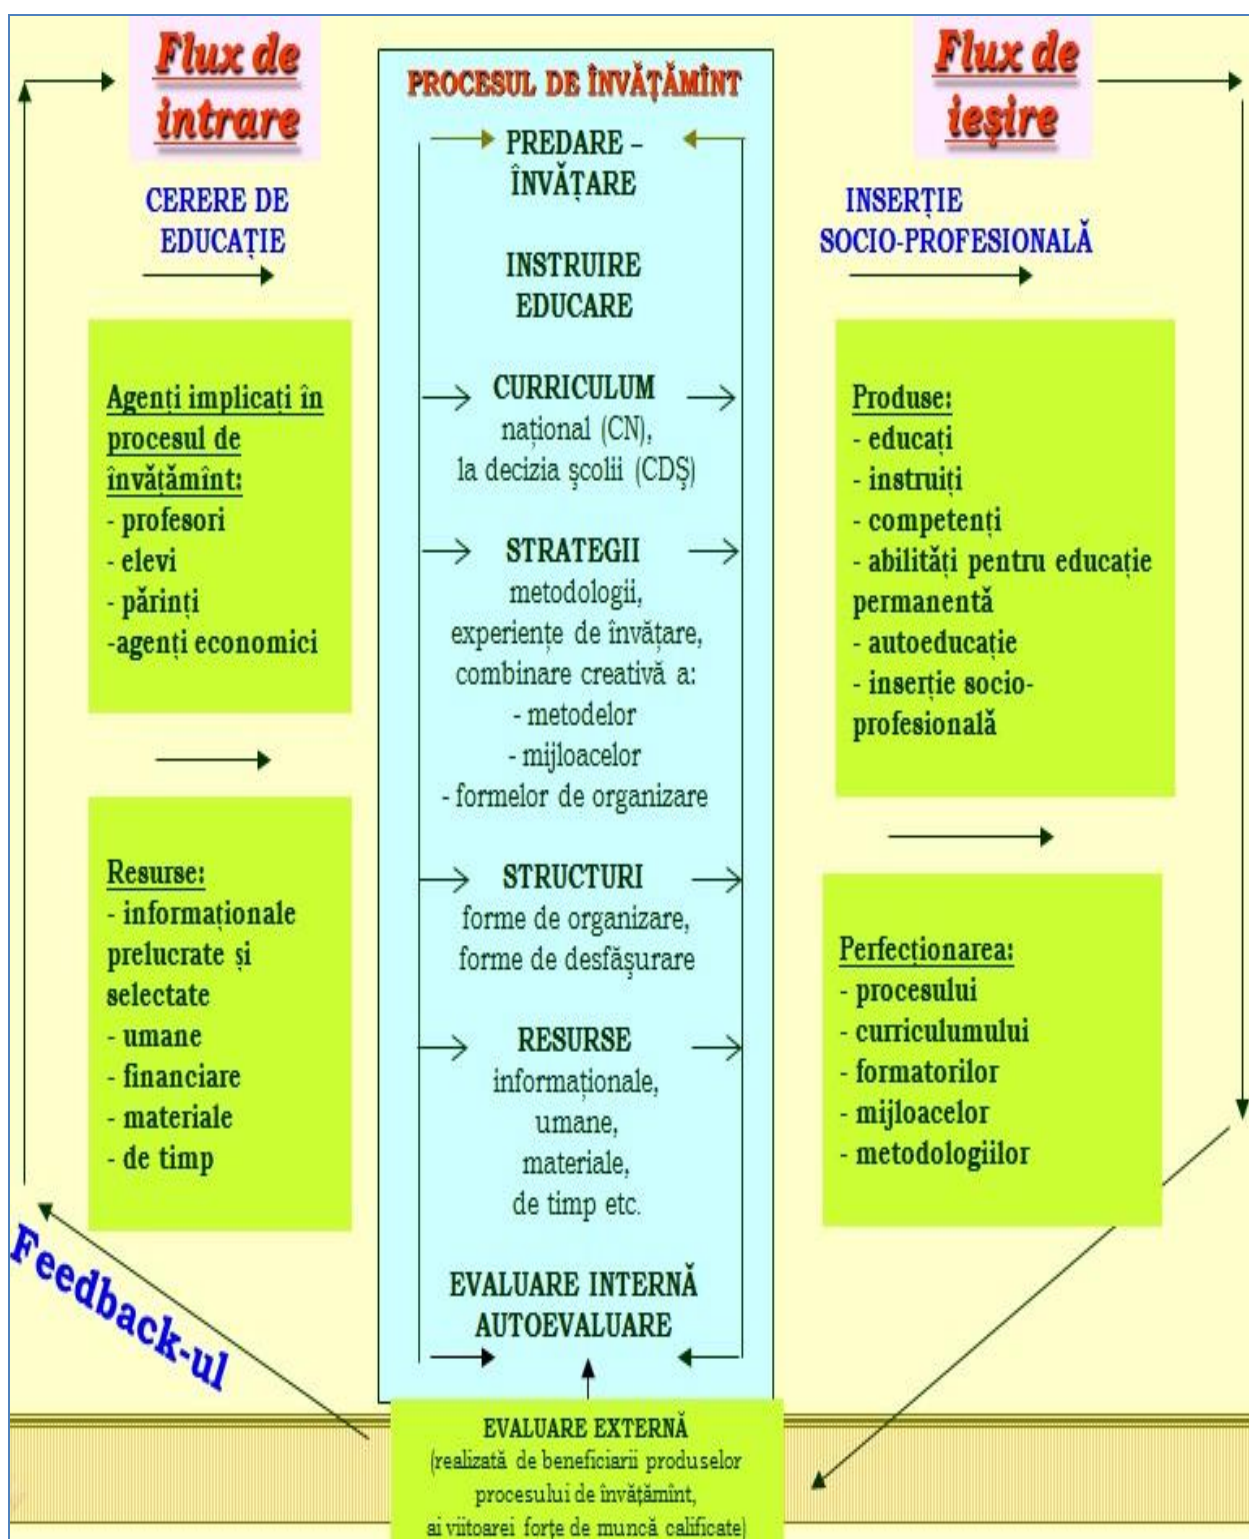 Flux de
intrare
CERERE DE
EDUCAȚIE
Agenți implicați în
procesul de
învățămînt:
- profesori
- elevi
- părinți
-agenți economici
Resurse:
- informaționale
prelucrate și
selectate
- umane
- financiare
- materiale
- de timp
Feedback-ul
PROCESUL DE ÎNVĂȚĂMÎNT
PREDARE –
ÎNVĂȚARE
INSTRUIRE
EDUCARE
CURRICULUM
național (CN),
la decizia şcolii (CDŞ)
STRATEGII
metodologii,
experiențe de învățare,
combinare creativă a:
- metodelor
- mijloacelor
- formelor de organizare
STRUCTURI
forme de organizare,
forme de desfăşurare
RESURSE
informaționale,
umane,
materiale,
de timp etc.
EVALUARE INTERNĂ
AUTOEVALUARE
EVALUARE EXTERNĂ
(realizată de beneficiarii produselor
procesului de învățămînt,
ai viitoarei forțe de muncă calificate)
Flux de
ieşire
INSERȚIE
SOCIO-PROFESIONALĂ
Produse:
- educați
- instruiți
- competenți
- abilități pentru educație
permanentă
- autoeducație
- inserție socio-
profesională
Perfecționarea:
- procesului
- curriculumului
- formatorilor
- mijloacelor
- metodologiilor